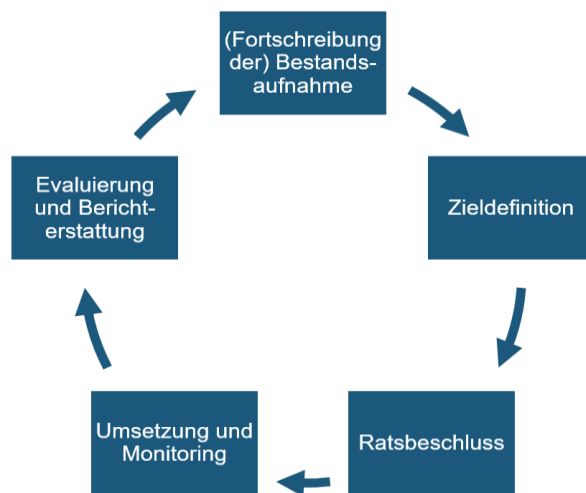 (Fortschreibung
der) Bestands-
aufnahme
Zieldefinition
Ratsbeschluss
Umsetzung und
Monitoring
Evaluierung
und Bericht-
erstattung